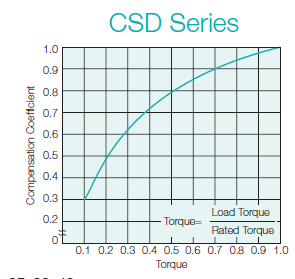 CSD Series
Compensation Coefficient
1.0
0.9
0.8
0.7
0.6
0.5
0.4
0.3
0.2
0
Torque= Load Torque
Rated Torque
0.1 0.2 0.3 0.4 0.5 0.6 0.7 0.8 0.9 1.0
Torque